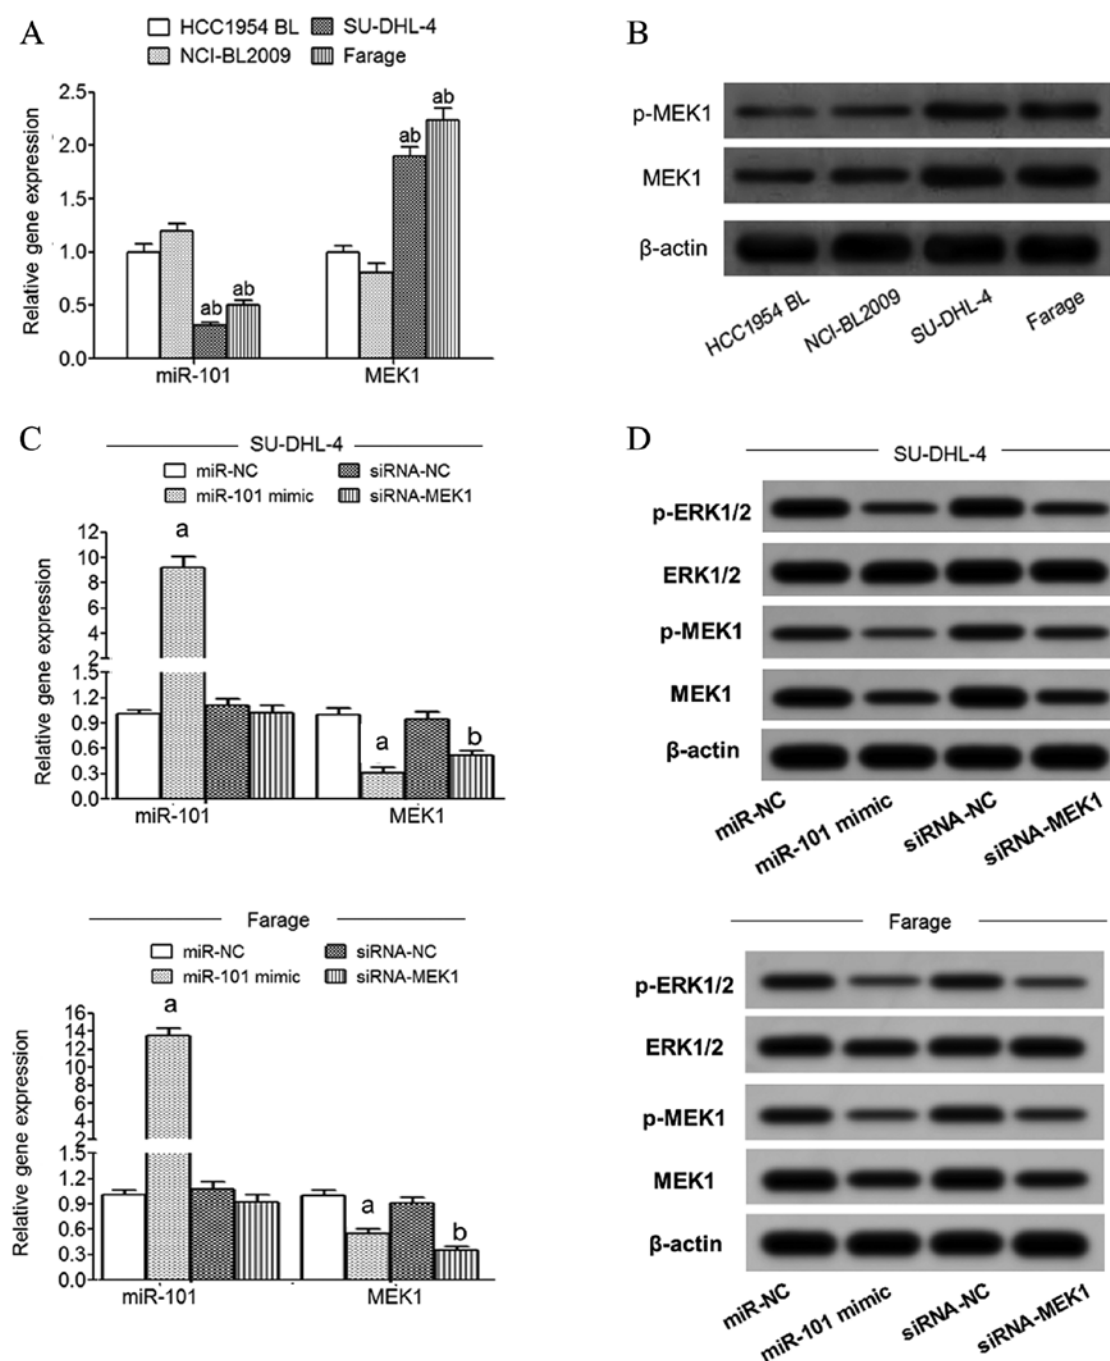 A
HCC1954 BL SU-DHL-4
NCI-BL2009 Farage
Relative gene expression
2.5
2.0
1.5
1.0
0.5
0.0
ab ab
ab ab
miR-101 MEK1
B
p-MEK1
MEK1
β-actin
HCC1954 BL NCI-BL2009 SU-DHL-4 Farage
C
SU-DHL-4
miR-NC siRNA-NC
miR-101 mimic siRNA-MEK1
Relative gene expression
12
10
8
6
4
2
1.5
1.2
0.9
0.6
0.3
0.0
a
a b
miR-101 MEK1
Farage
miR-NC siRNA-NC
miR-101 mimic siRNA-MEK1
Relative gene expression
16
14
12
10
8
6
4
2
1.5
1.2
0.9
0.6
0.3
0.0
a
a b
miR-101 MEK1
D
SU-DHL-4
p-ERK1/2
ERK1/2
p-MEK1
MEK1
β-actin
miR-NC miR-101 mimic siRNA-NC siRNA-MEK1
Farage
p-ERK1/2
ERK1/2
p-MEK1
MEK1
β-actin
miR-NC miR-101 mimic siRNA-NC siRNA-MEK1